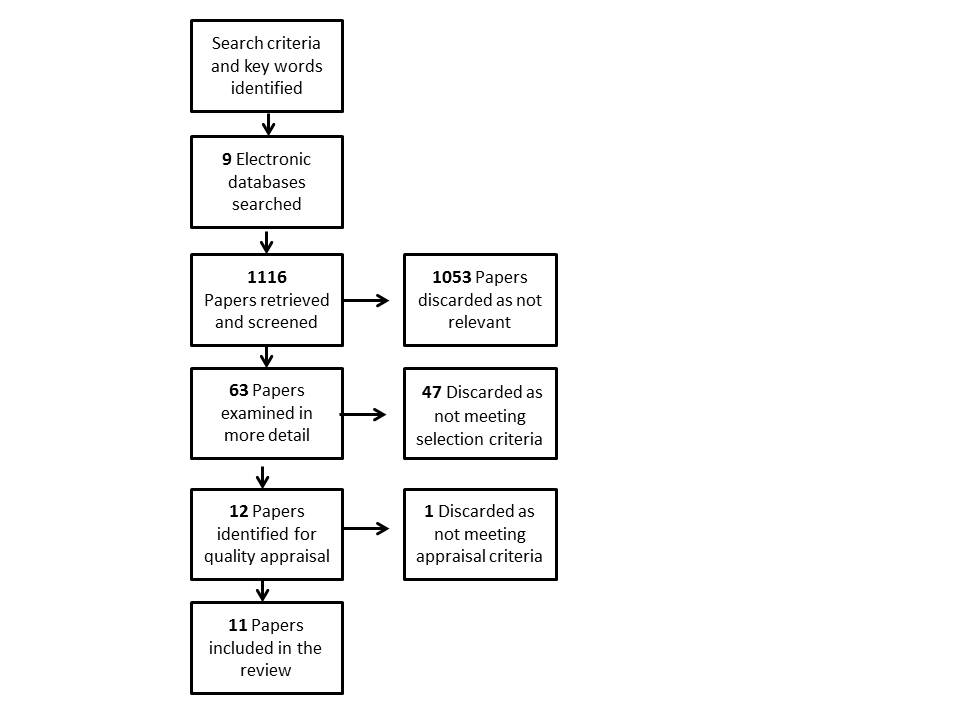 Search criteria
and key words
identified
9 Electronic
databases
searched
1116
Papers retrieved
and screened
1053 Papers
discarded as not
relevant
63 Papers
examined in
more detail
47 Discarded as
not meeting
selection criteria
12 Papers
identified for
quality appraisal
1 Discarded as
not meeting
appraisal criteria
11 Papers
included in the
review